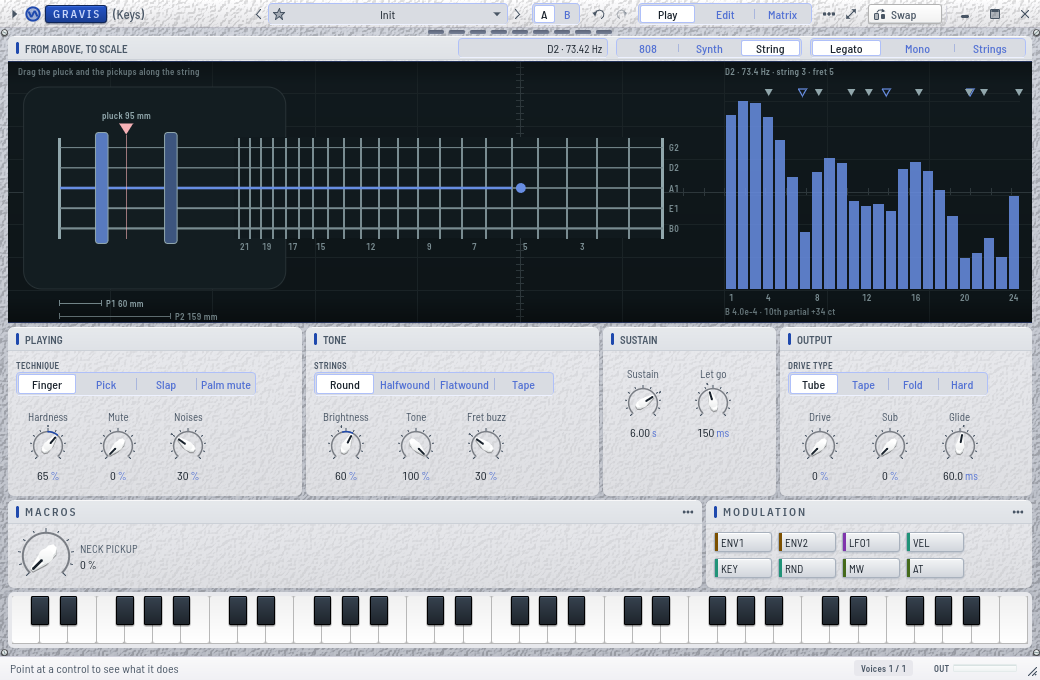 GRAVIS (Keys) Init A B Play Edit Matrix Swap
FROM ABOVE, TO SCALE D2 · 73.42 Hz 808 Synth String Legato Mono Strings
Drag the pluck and the pickups along the string
D2 · 73.4 Hz · string 3 · fret 5
pluck 95 mm
G2
D2
A1
E1
B0
21 19 17 15 12 9 7 5 3
1 4 8 12 16 20 24
P1 60 mm
P2 159 mm
B 4.0e-4 · 10th partial +34 ct
PLAYING
TECHNIQUE
Finger Pick Slap Palm mute
Hardness Mute Noises
65 % 0 % 30 %
TONE
STRINGS
Round Halfwound Flatwound Tape
Brightness Tone Fret buzz
60 % 100 % 30 %
SUSTAIN
Sustain Let go
6.00 s 150 ms
OUTPUT
DRIVE TYPE
Tube Tape Fold Hard
Drive Sub Glide
0 % 0 % 60.0 ms
MACROS
NECK PICKUP
0 %
MODULATION
ENV1 ENV2 LFO1 VEL
KEY RND MW AT
Point at a control to see what it does Voices 1 / 1 OUT